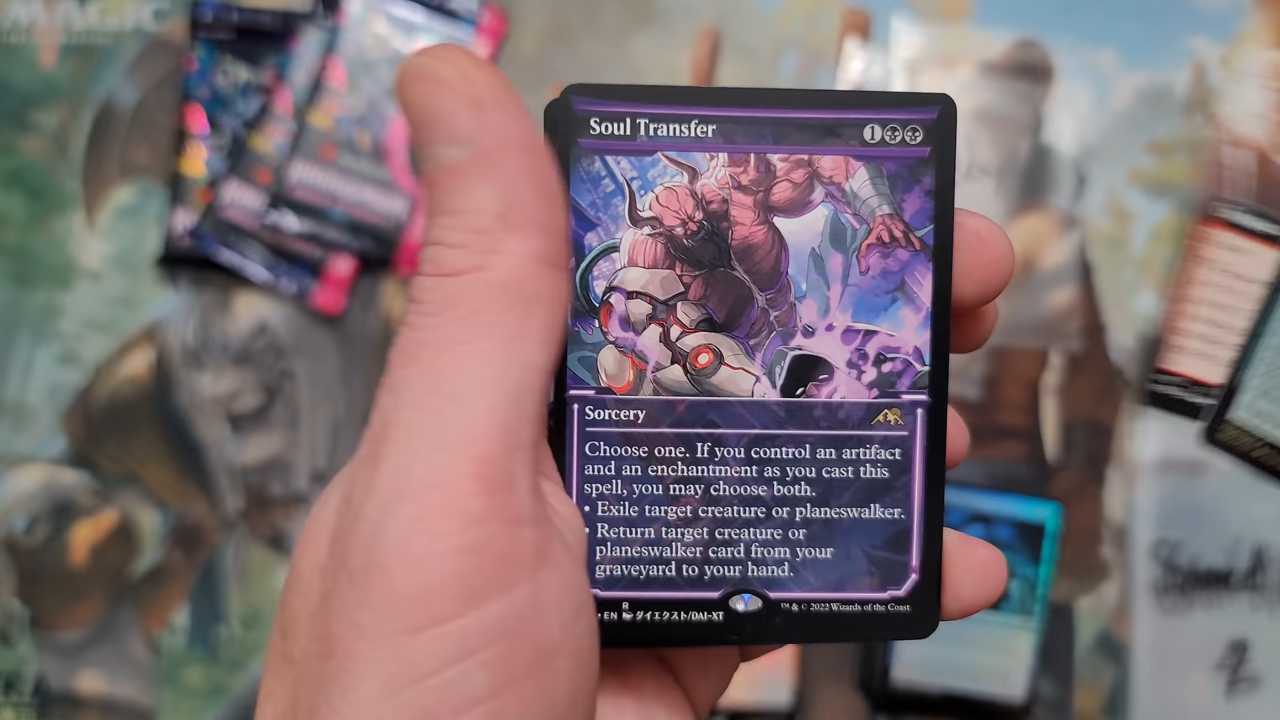 MAGIC
Soul Transfer
1
Sorcery
Choose one. If you control an artifact
and an enchantment as you cast this
spell, you may choose both.
• Exile target creature or planeswalker.
• Return target creature or
planeswalker card from your
graveyard to your hand.
R
• EN ダイエクスト/DAI-XT
™ & © 2022 Wizards of the Coast